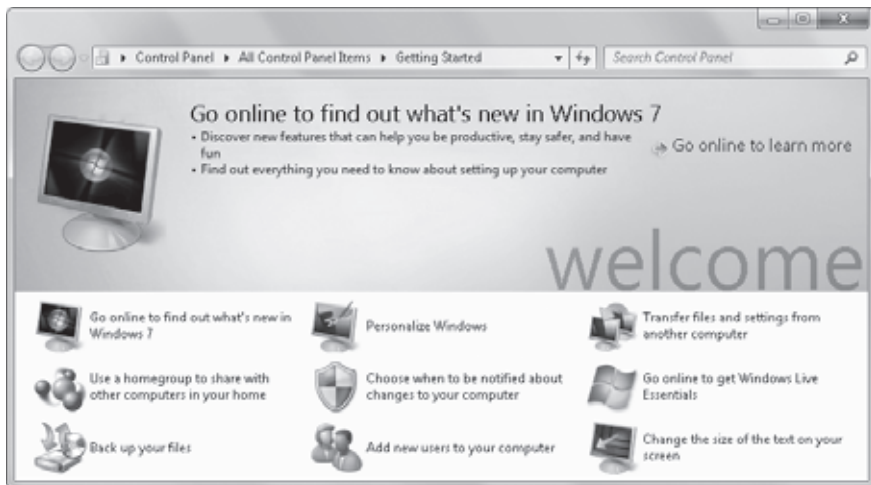 Control Panel ▸ All Control Panel Items ▸ Getting Started
Search Control Panel
Go online to find out what's new in Windows 7
• Discover new features that can help you be productive, stay safer, and have
fun
• Find out everything you need to know about setting up your computer
Go online to learn more
welcome
Go online to find out what's new in
Windows 7
Personalize Windows
Transfer files and settings from
another computer
Use a homegroup to share with
other computers in your home
Choose when to be notified about
changes to your computer
Go online to get Windows Live
Essentials
Back up your files
Add new users to your computer
Change the size of the text on your
screen